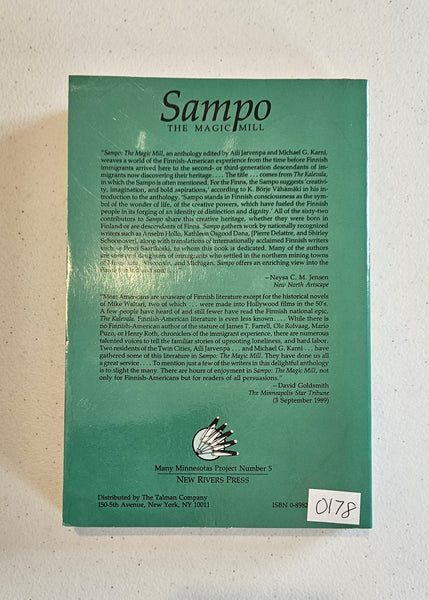 Sampo
THE MAGIC MILL
"Sampo: The Magic Mill, an anthology edited by Aili Jarvenpa and Michael G. Karni,
weaves a world of the Finnish-American experience from the time before Finnish
immigrants arrived here to the second- or third-generation descendants of im-
migrants now discovering their heritage. . . . The title . . . comes from The Kalevala,
in which the Sampo is often mentioned. For the Finns, the Sampo suggests 'creativi-
ty, imagination, and bold aspirations,' according to K. Börje Vähämäki in his in-
troduction to the anthology. 'Sampo stands in Finnish consciousness as the sym-
bol of the wonder of life, of the creative powers, which have fueled the Finnish
people in its forging of an identity of distinction and dignity.' All of the sixty-two
contributors to Sampo share this creative heritage, whether they were born in
Finland or are descendants of Finns. Sampo gathers work by nationally recognized
writers such as Anselm Hollo, Kathleen Osgood Dana, [Pierre Delattre, and Shirley
Schoonover], along with translations of internationally acclaimed Finnish writers
such as Pentti Saarikoski, to whom this book is dedicated. Many of the authors
are sons and daughters of immigrants who settled in the northern mining towns
of Minnesota, Wisconsin, and Michigan. Sampo offers an enriching view into the
Finnish mind and soul."
—Neysa C. M. Jensen
New North Artscape
"Most Americans are unaware of Finnish literature except for the historical novels
of Mike Waltari, two of which . . . were made into Hollywood films in the 50's.
A few people have heard of and still fewer have read the Finnish national epic,
The Kalevala. Finnish-American literature is even less known. . . . While there is
no Finnish-American author of the stature of James T. Farrell, Ole Rolvaag, Mario
Puzo, or Henry Roth, chroniclers of the immigrant experience, there are numerous
talented voices to tell the familiar stories of uprooting loneliness, and hard labor.
Two residents of the Twin Cities, Aili Jarvenpa . . . and Michael G. Karni . . . have
gathered some of this literature in Sampo: The Magic Mill. They have done us all
a great service. . . . To mention just a few of the writers in this delightful anthology
is to slight the many. There are hours of enjoyment in Sampo: The Magic Mill, not
only for Finnish-Americans but for readers of all persuasions."
—David Goldsmith
The Minneapolis Star Tribune
(3 September 1989)
Many Minnesotas Project Number 5
NEW RIVERS PRESS
Distributed by The Talman Company
150-5th Avenue, New York, NY 10011
ISBN 0-8982
0178